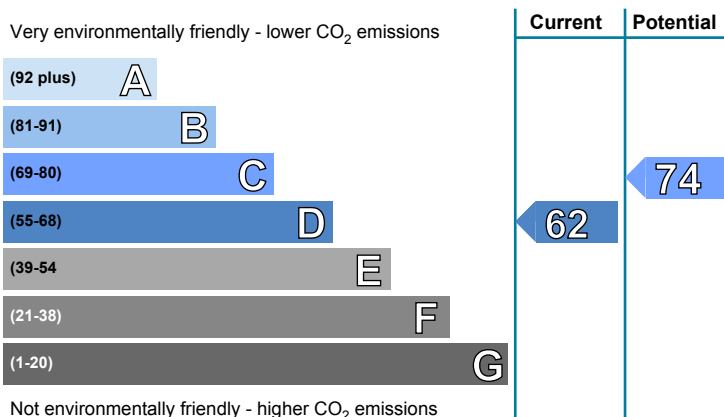 Current Potential
Very environmentally friendly - lower CO2 emissions
(92 plus) A
(81-91) B
(69-80) C
74
(55-68) D
62
(39-54 E
(21-38) F
(1-20) G
Not environmentally friendly - higher CO2 emissions